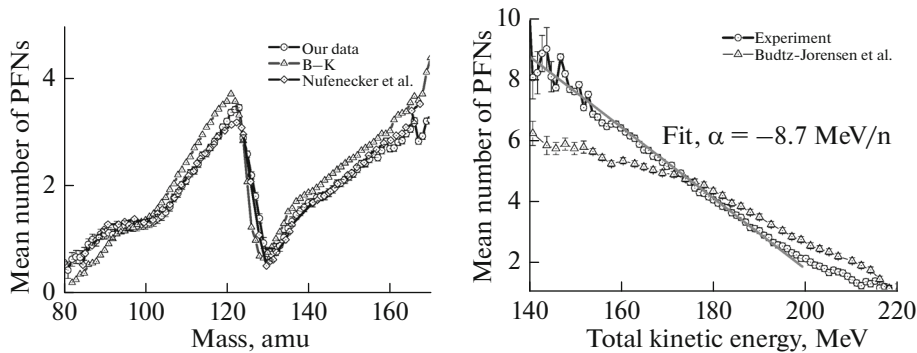 Mean number of PFNs
4
2
0
80
100
120
140
160
Mass, amu
Our data
B–K
Nufenecker et al.
Mean number of PFNs
10
8
6
4
2
140
160
180
200
220
Total kinetic energy, MeV
Experiment
Budtz-Jorensen et al.
Fit, α = −8.7 MeV/n